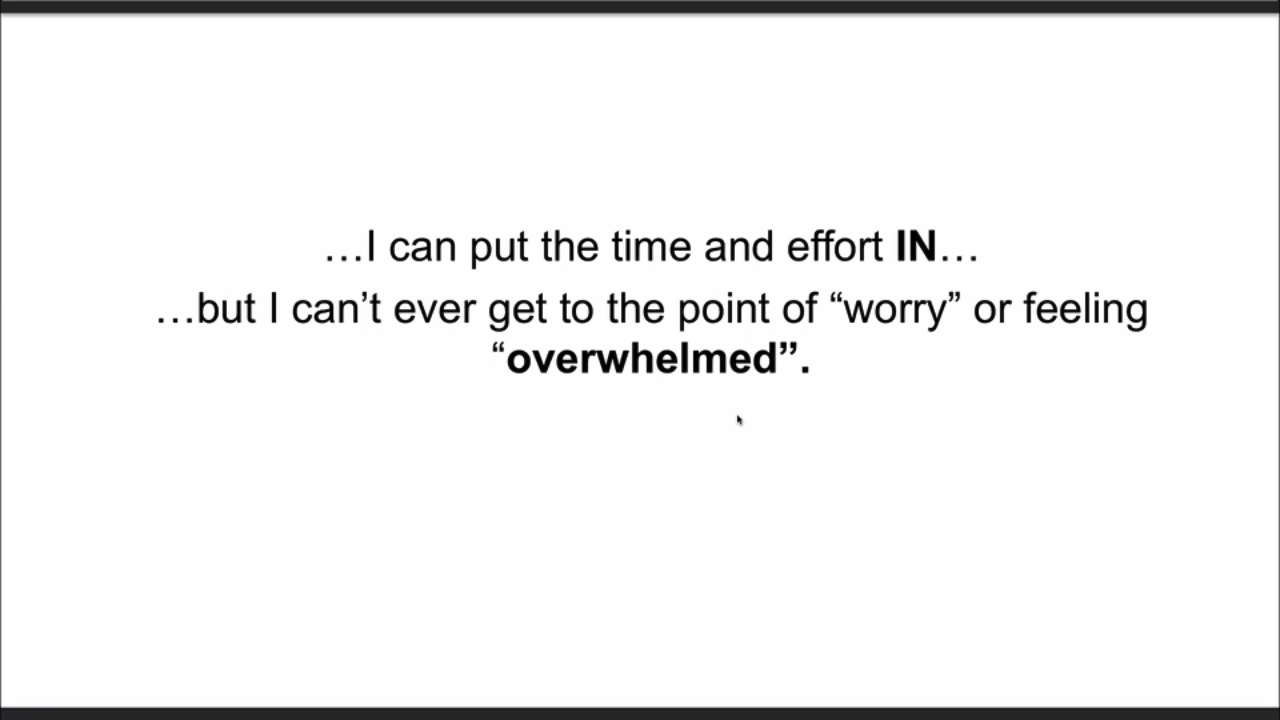 …I can put the time and effort IN…
…but I can’t ever get to the point of “worry” or feeling
“overwhelmed”.